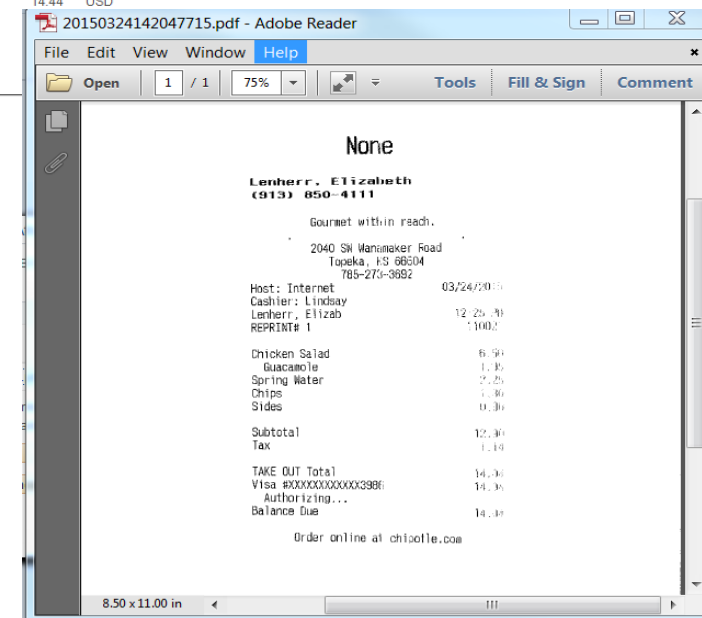 14.44 USD
20150324142047715.pdf - Adobe Reader
File Edit View Window Help
Open 1 / 1 75% Tools Fill & Sign Comment
None
Lenherr, Elizabeth
(913) 850-4111
Gourmet within reach.
2040 SW Wanamaker Road
Topeka, KS 66604
785-273-3692
Host: Internet
Cashier: Lindsay
Lenherr, Elizab
REPRINT# 1 11002
Chicken Salad
Guacamole
Spring Water
Chips
Sides
Subtotal
Tax
TAKE OUT Total
Visa #XXXXXXXXXXXX3986
Authorizing...
Balance Due
Order online at chipotle.com
8.50 x 11.00 in